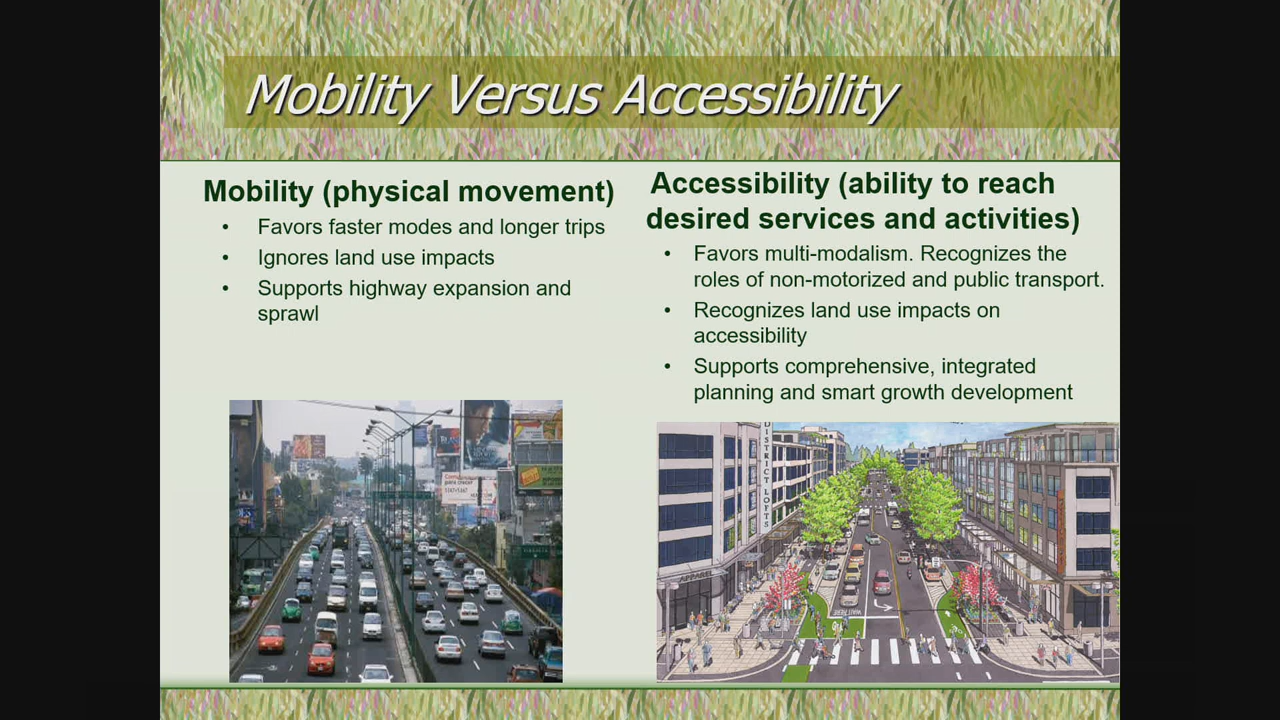 Mobility Versus Accessibility
Mobility (physical movement)
• Favors faster modes and longer trips
• Ignores land use impacts
• Supports highway expansion and
sprawl
Accessibility (ability to reach
desired services and activities)
• Favors multi-modalism. Recognizes the
roles of non-motorized and public transport.
• Recognizes land use impacts on
accessibility
• Supports comprehensive, integrated
planning and smart growth development
DISTRICT LOFTS
APPAREL